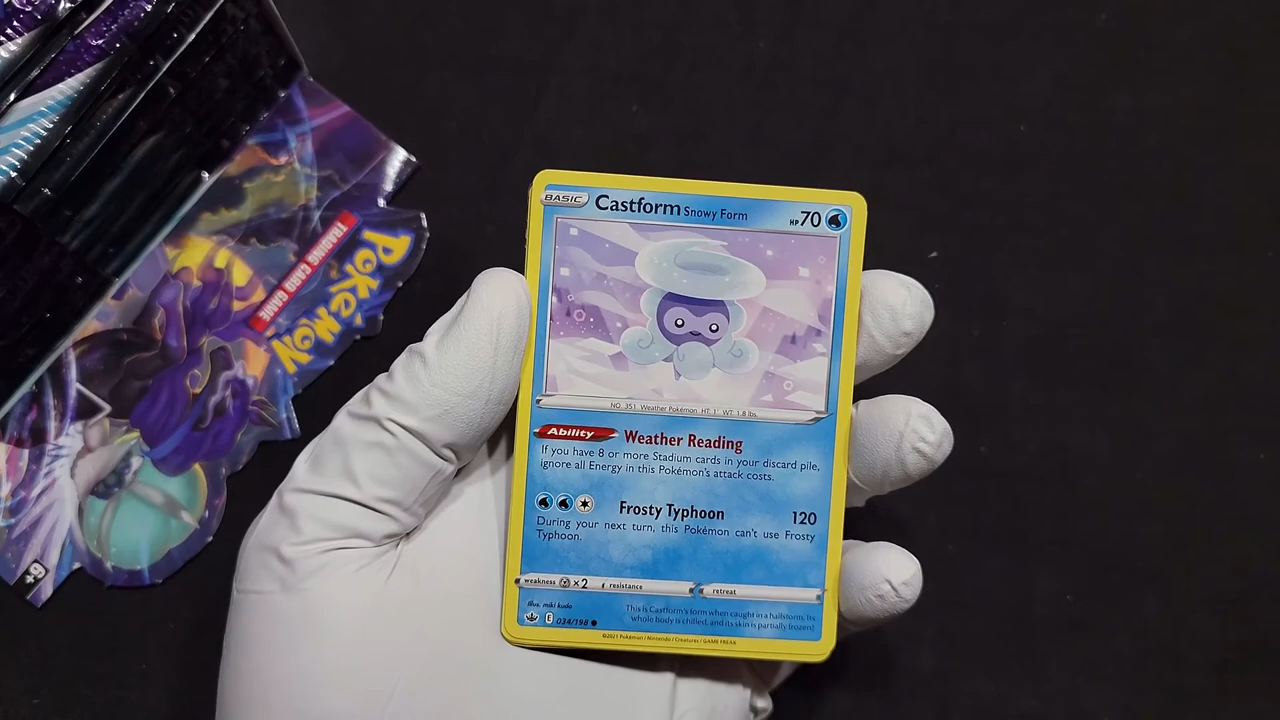 BASIC Castform Snowy Form HP 70
NO. 351 Weather Pokémon HT: 1' WT: 1.8 lbs.
Ability Weather Reading
If you have 8 or more Stadium cards in your discard pile,
ignore all Energy in this Pokémon's attack costs.
Frosty Typhoon 120
During your next turn, this Pokémon can't use Frosty
Typhoon.
weakness ×2 resistance retreat
Illus. miki kudo
This is Castform's form when caught in a hailstorm. Its
whole body is chilled, and its skin is partially frozen!
E 034/198
©2021 Pokémon / Nintendo / Creatures / GAME FREAK
POKéMON
TRADING CARD GAME
6+